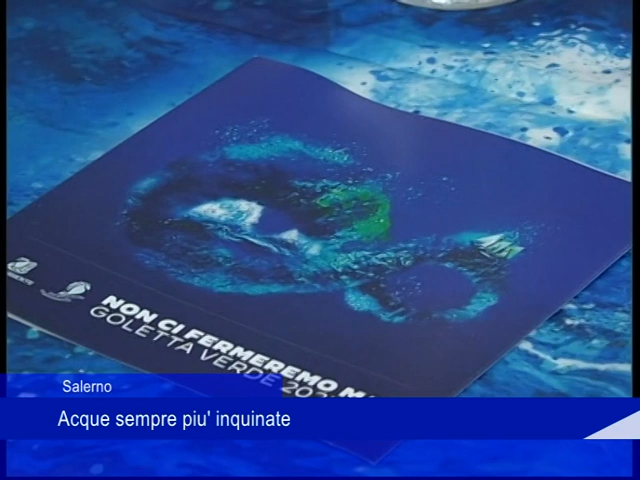 NON CI FERMEREMO
GOLETTA VERDE
Salerno
Acque sempre piu' inquinate